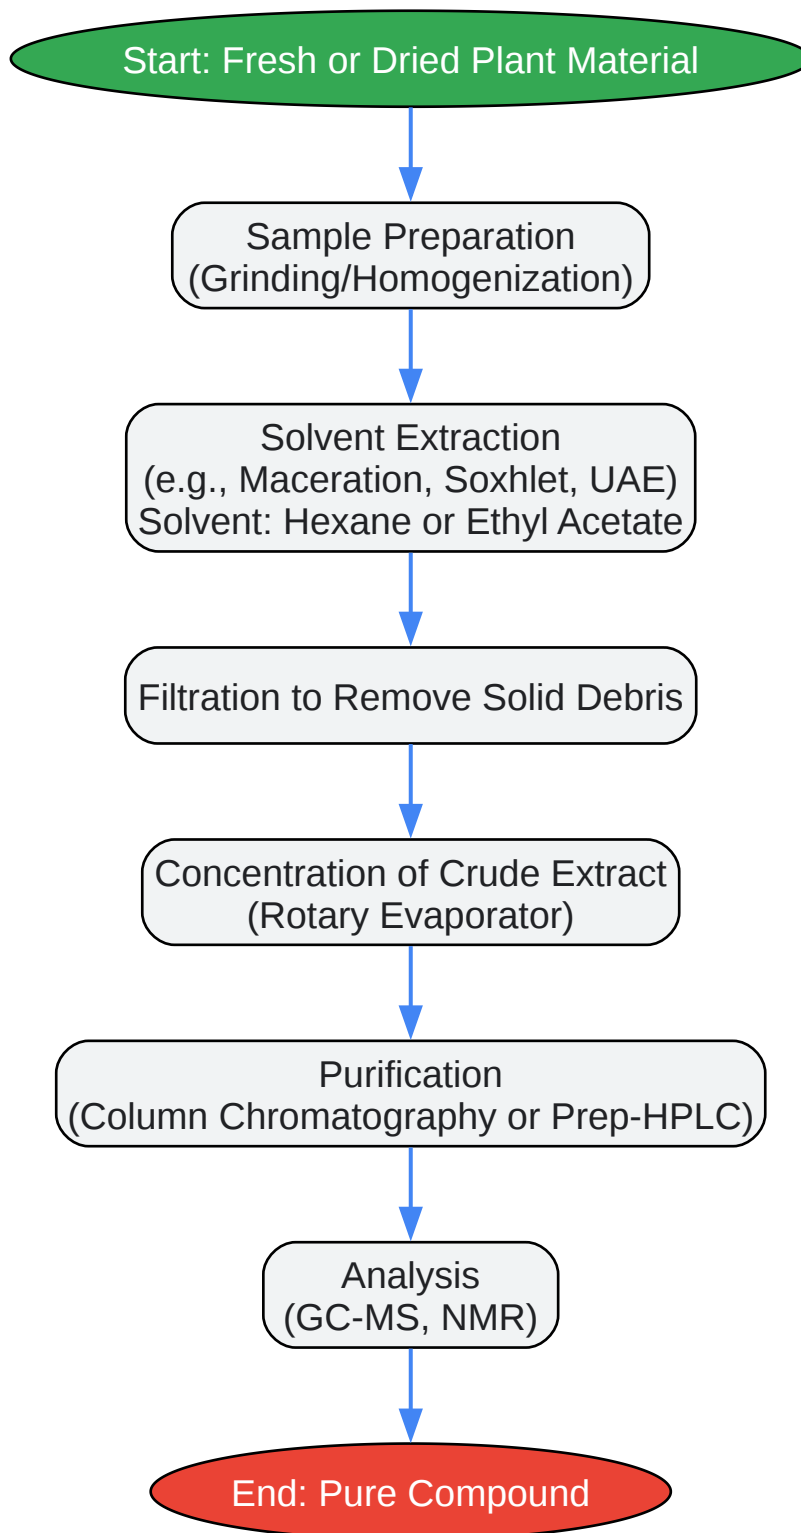 Start: Fresh or Dried Plant Material
Sample Preparation
(Grinding/Homogenization)
Solvent Extraction
(e.g., Maceration, Soxhlet, UAE)
Solvent: Hexane or Ethyl Acetate
Filtration to Remove Solid Debris
Concentration of Crude Extract
(Rotary Evaporator)
Purification
(Column Chromatography or Prep-HPLC)
Analysis
(GC-MS, NMR)
End: Pure Compound